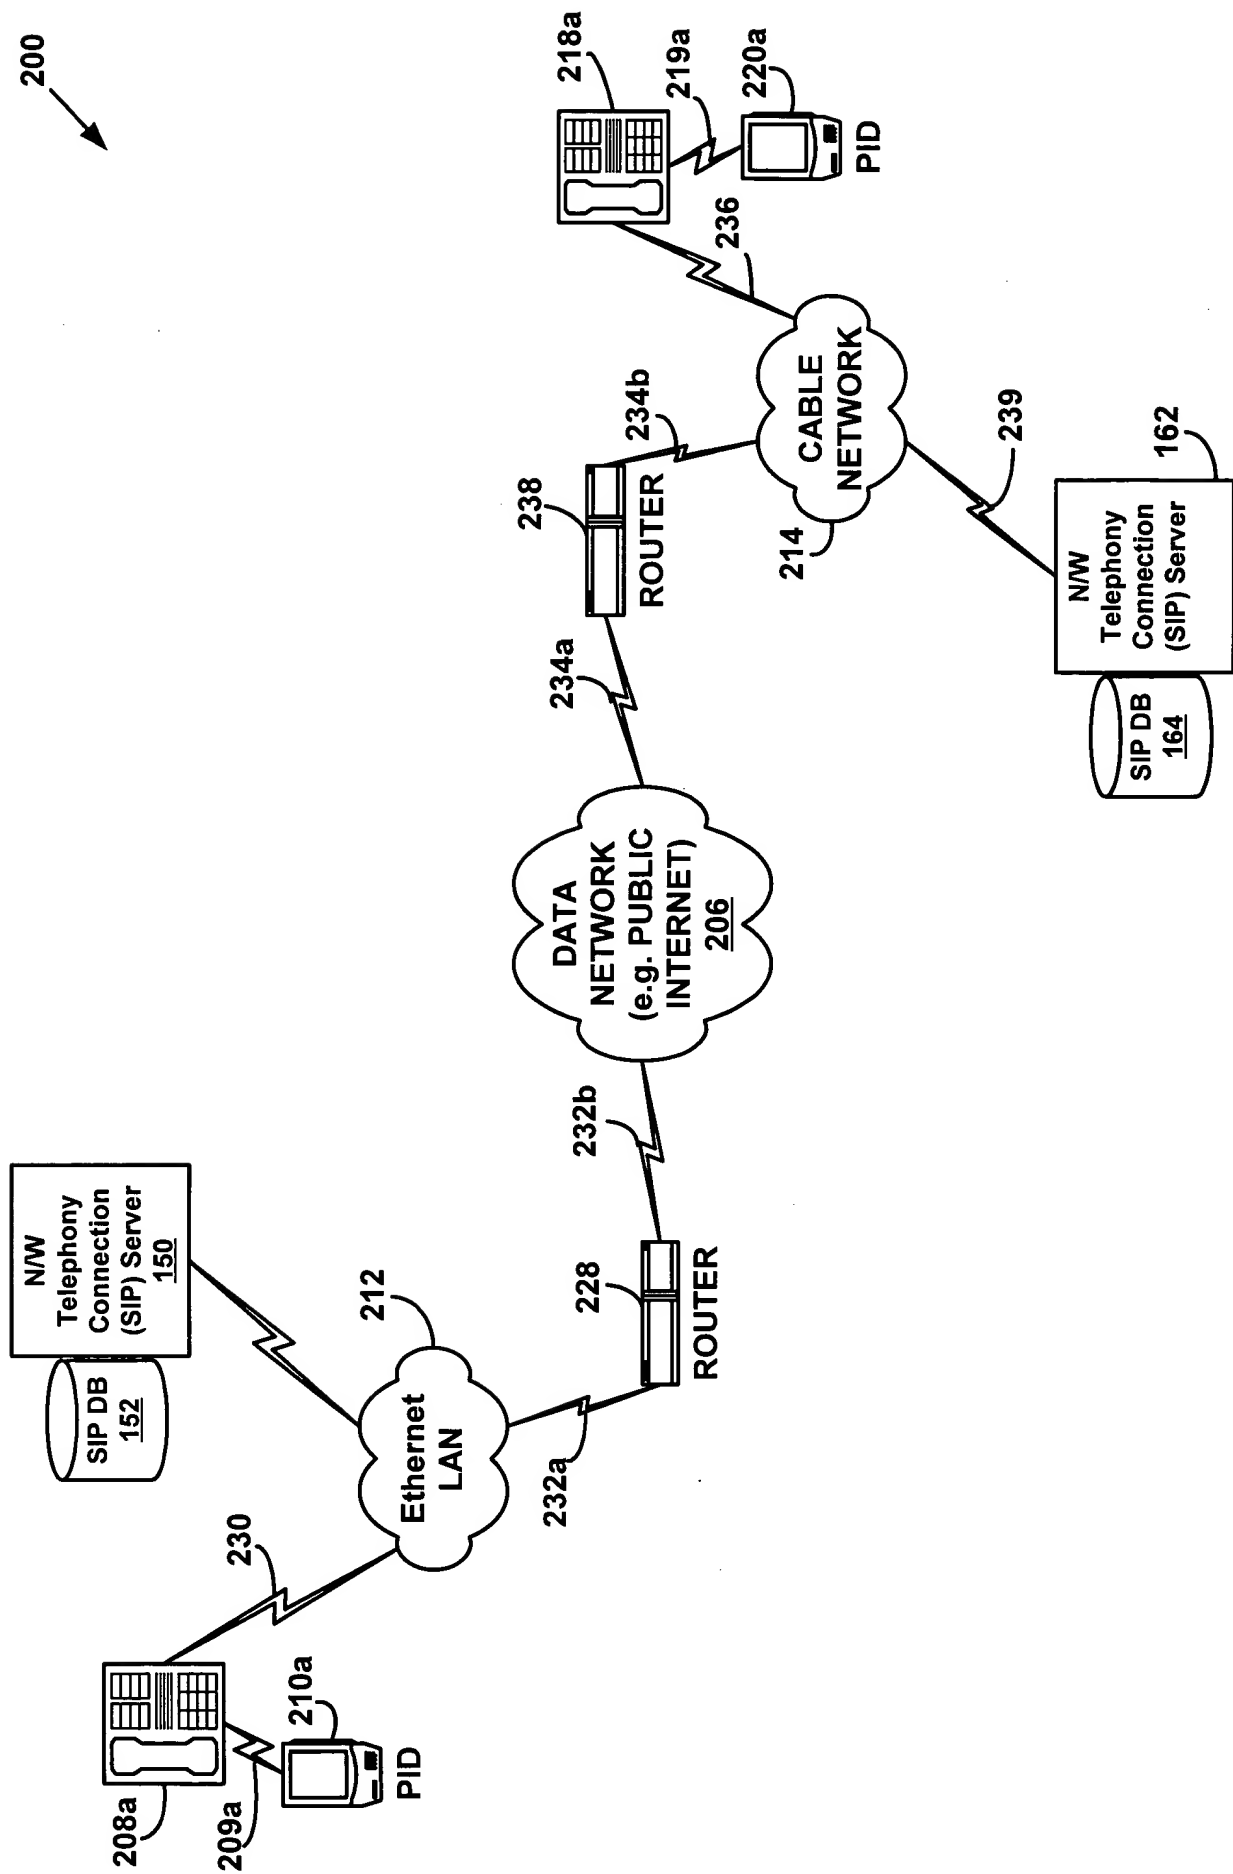 200
N/W
Telephony
Connection
(SIP) Server
150
SIP DB
152
208a
209a
210a
PID
230
Ethernet
LAN
212
232a
228
ROUTER
232b
DATA
NETWORK
(e.g. PUBLIC
INTERNET)
206
234a
238
ROUTER
234b
CABLE
NETWORK
214
236
218a
219a
220a
PID
239
N/W
Telephony
Connection
(SIP) Server
162
SIP DB
164